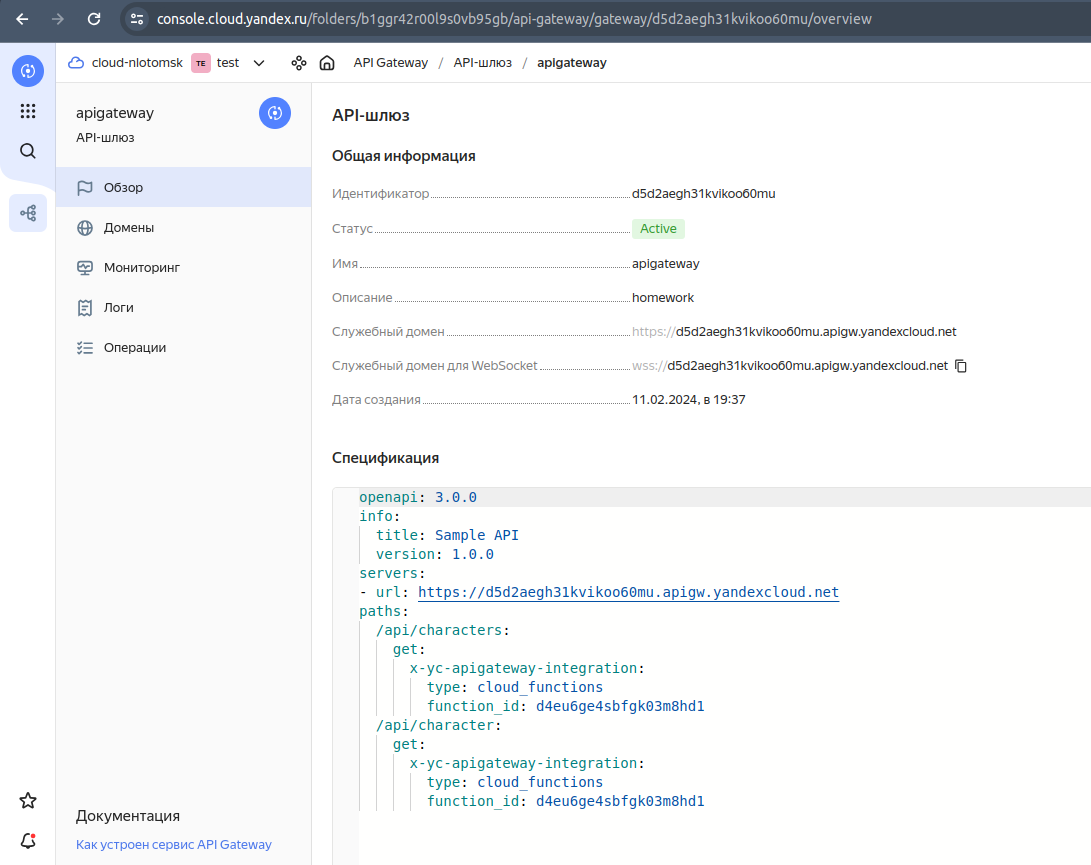 console.cloud.yandex.ru/folders/b1ggr42r00l9s0vb95gb/api-gateway/gateway/d5d2aegh31kvikoo60mu/overview
cloud-nlotomsk TE test API Gateway / API-шлюз / apigateway
apigateway
API-шлюз
Обзор
Домены
Мониторинг
Логи
Операции
Документация
Как устроен сервис API Gateway
API-шлюз
Общая информация
Идентификатор d5d2aegh31kvikoo60mu
Статус Active
Имя apigateway
Описание homework
Служебный домен https://d5d2aegh31kvikoo60mu.apigw.yandexcloud.net
Служебный домен для WebSocket wss://d5d2aegh31kvikoo60mu.apigw.yandexcloud.net
Дата создания 11.02.2024, в 19:37
Спецификация
openapi: 3.0.0
info:
  title: Sample API
  version: 1.0.0
servers:
- url: https://d5d2aegh31kvikoo60mu.apigw.yandexcloud.net
paths:
  /api/characters:
    get:
      x-yc-apigateway-integration:
        type: cloud_functions
        function_id: d4eu6ge4sbfgk03m8hd1
  /api/character:
    get:
      x-yc-apigateway-integration:
        type: cloud_functions
        function_id: d4eu6ge4sbfgk03m8hd1